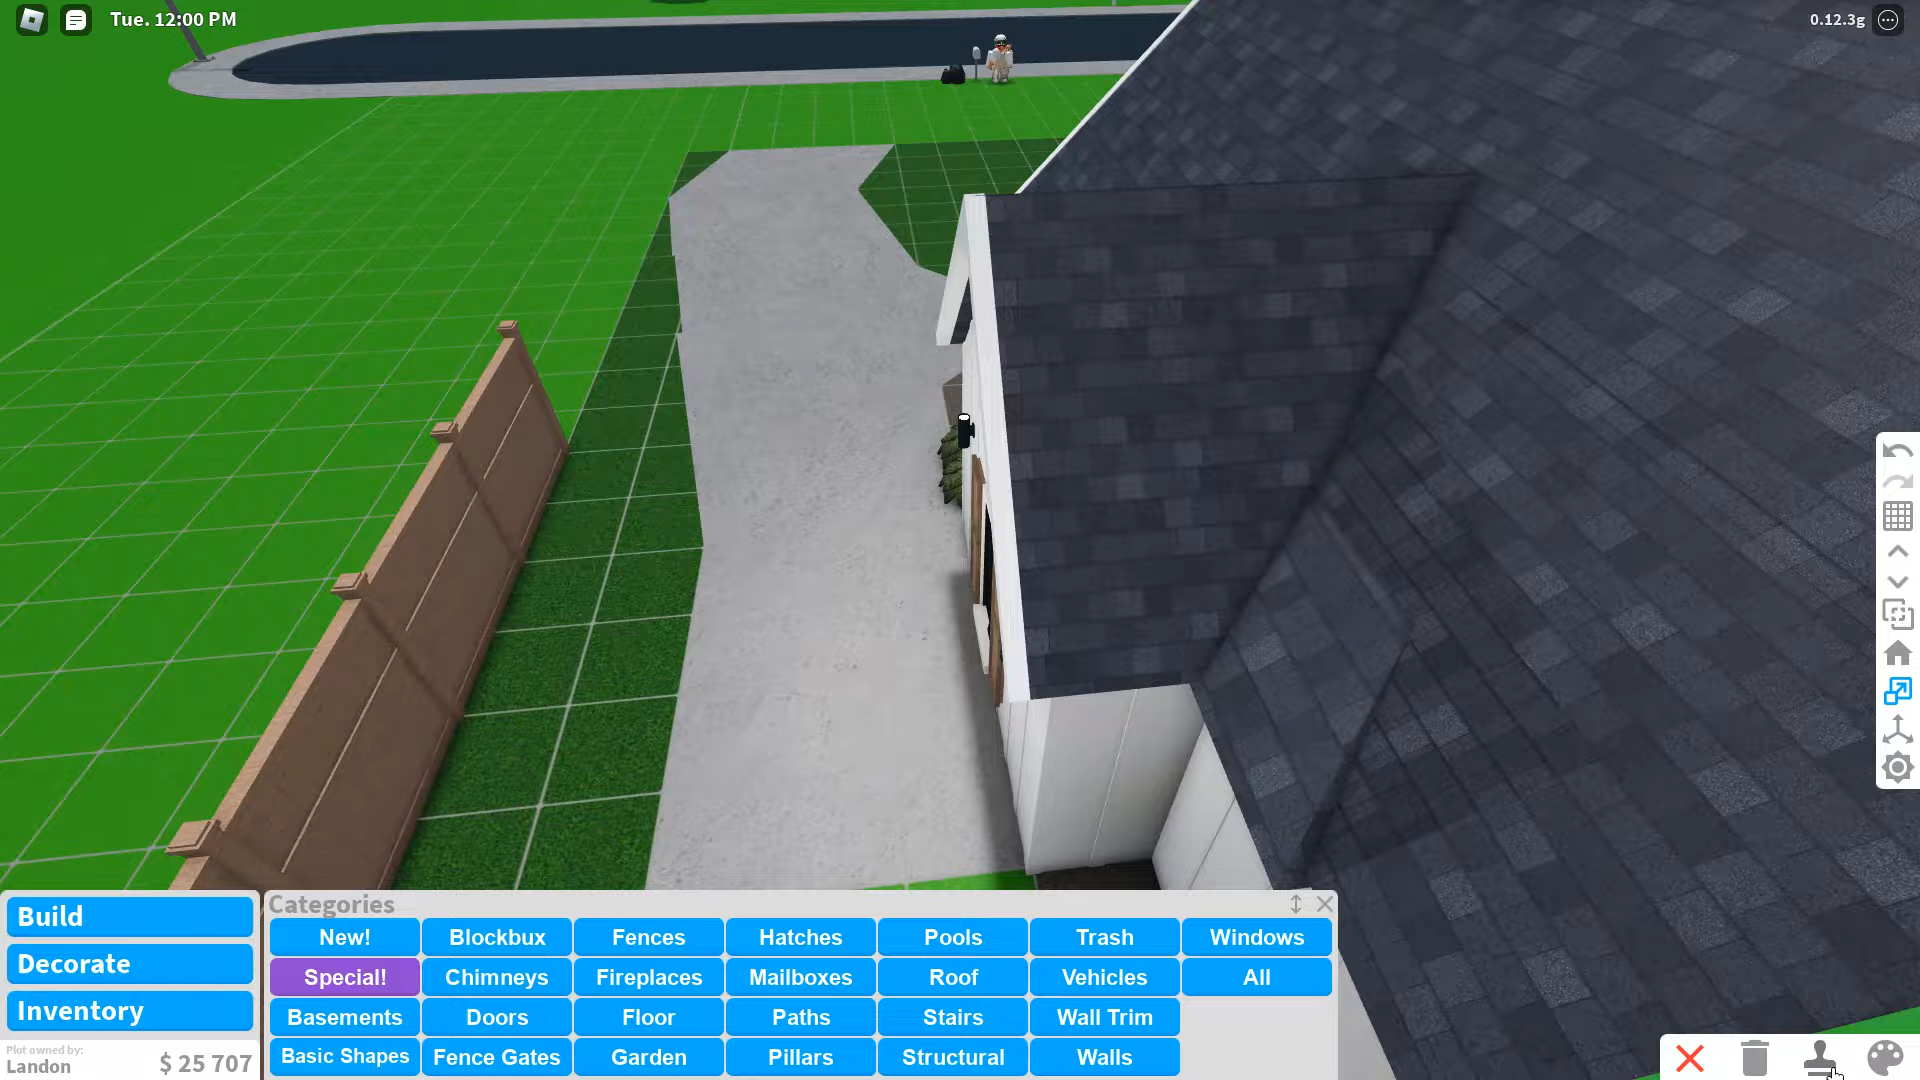 Tue. 12:00 PM
0.12.3g
Build
Decorate
Inventory
Plot owned by:
Landon
$ 25 707
Categories
New! Blockbux Fences Hatches Pools Trash Windows
Special! Chimneys Fireplaces Mailboxes Roof Vehicles All
Basements Doors Floor Paths Stairs Wall Trim
Basic Shapes Fence Gates Garden Pillars Structural Walls